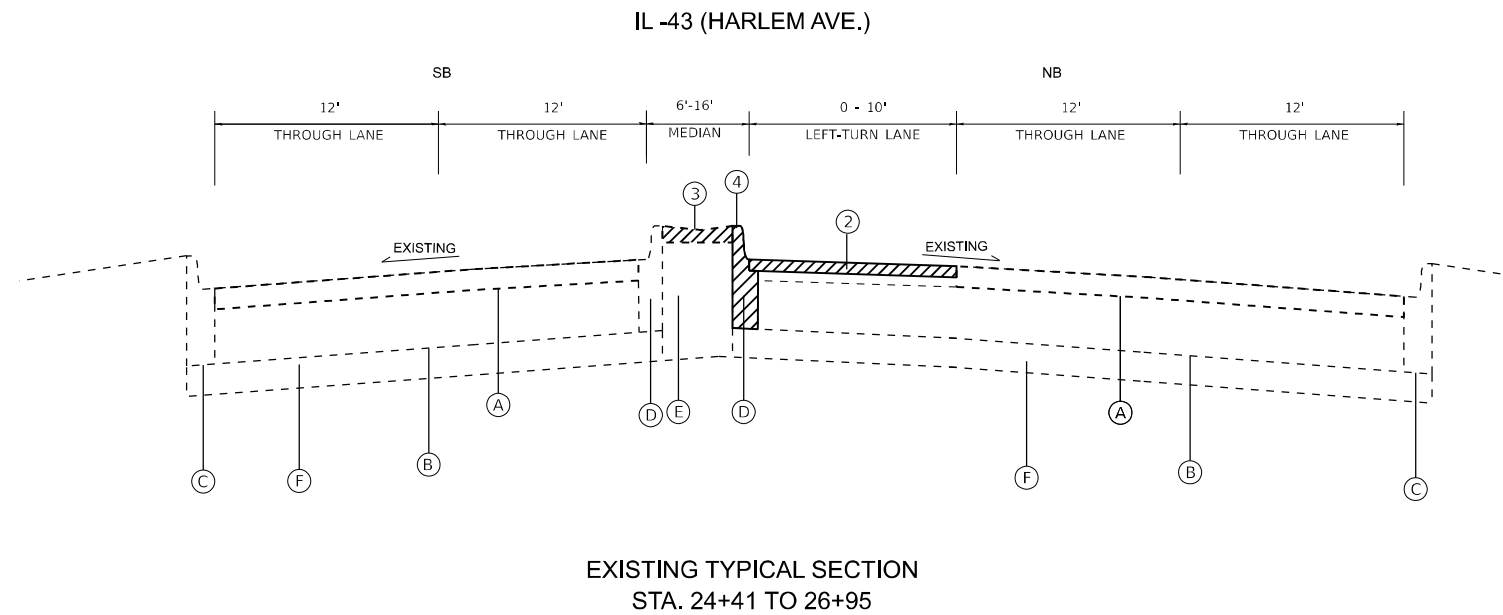 IL -43 (HARLEM AVE.)
SB
NB
12'
12'
6'-16'
0 - 10'
12'
12'
THROUGH LANE
THROUGH LANE
MEDIAN
LEFT-TURN LANE
THROUGH LANE
THROUGH LANE
3
4
2
EXISTING
EXISTING
C
F
B
A
D
E
D
F
A
B
C
EXISTING TYPICAL SECTION
STA. 24+41 TO 26+95